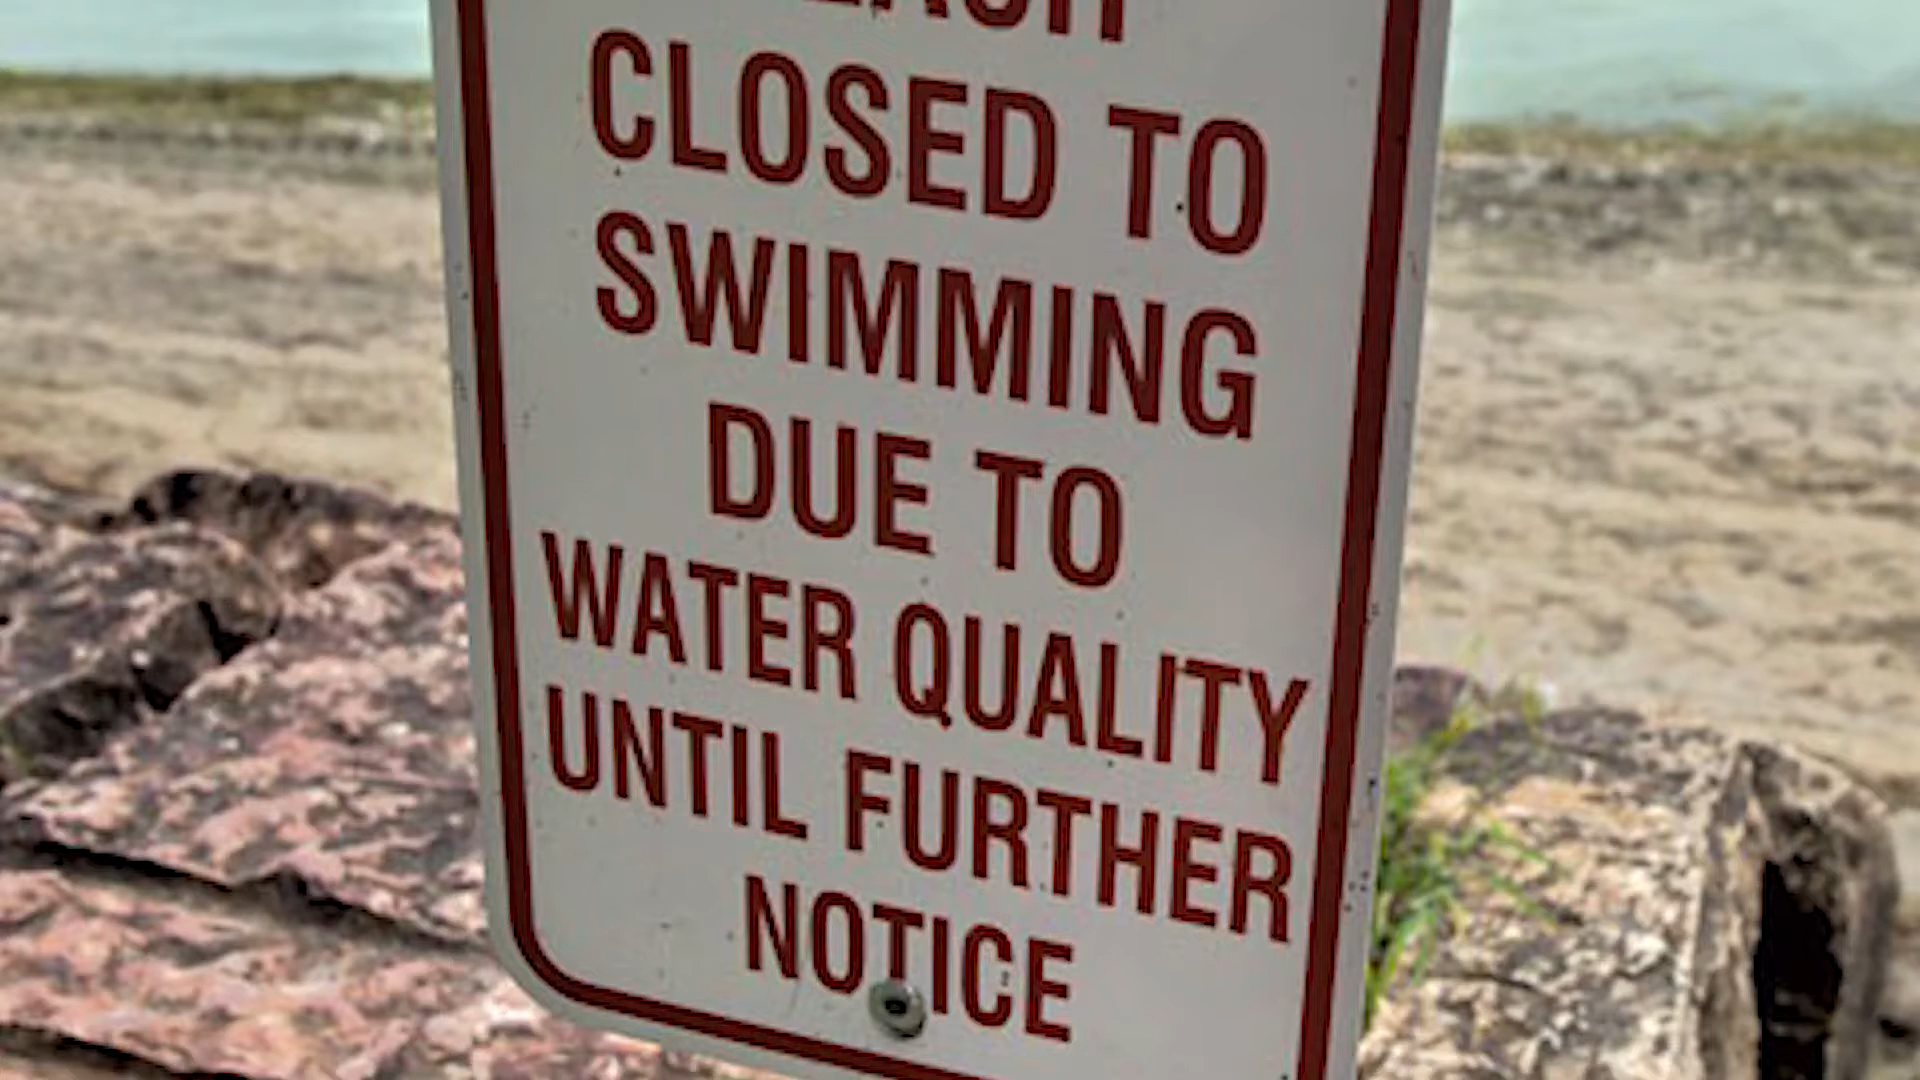 CLOSED TO
SWIMMING
DUE TO
WATER QUALITY
UNTIL FURTHER
NOTICE